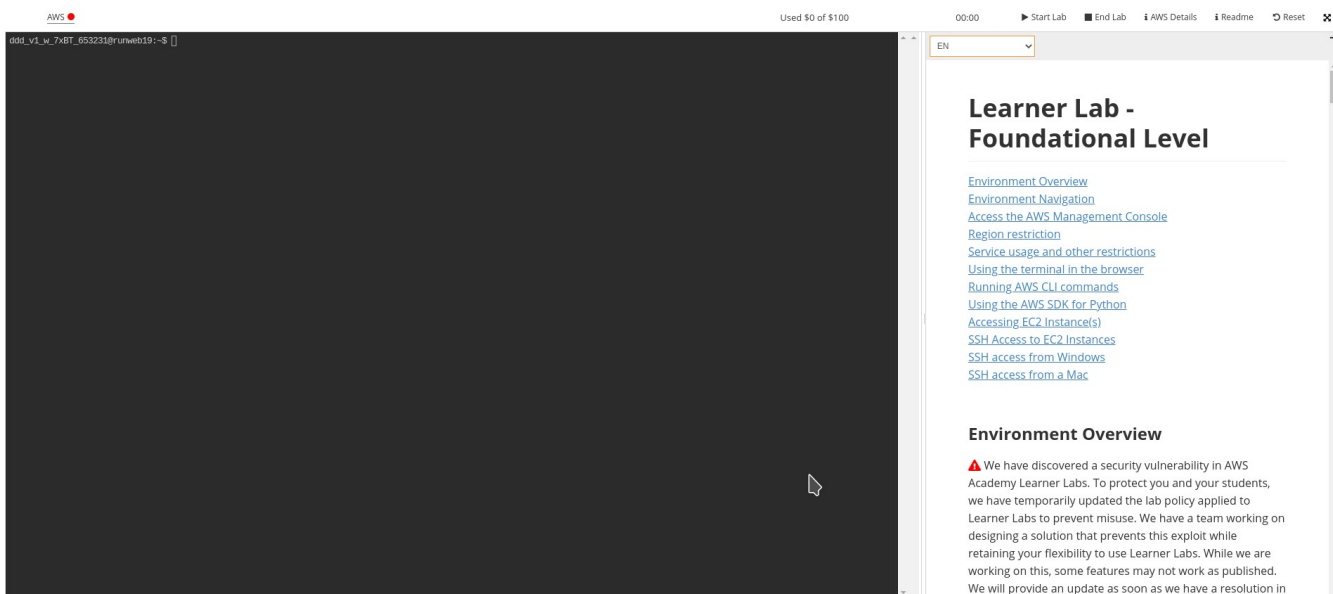 AWS
Used $0 of $100
00:00
Start Lab
End Lab
AWS Details
Readme
Reset
ddd_v1_w_7xBT_653231@runweb19:~$
EN
Learner Lab -
Foundational Level
Environment Overview
Environment Navigation
Access the AWS Management Console
Region restriction
Service usage and other restrictions
Using the terminal in the browser
Running AWS CLI commands
Using the AWS SDK for Python
Accessing EC2 Instance(s)
SSH Access to EC2 Instances
SSH access from Windows
SSH access from a Mac
Environment Overview
We have discovered a security vulnerability in AWS
Academy Learner Labs. To protect you and your students,
we have temporarily updated the lab policy applied to
Learner Labs to prevent misuse. We have a team working on
designing a solution that prevents this exploit while
retaining your flexibility to use Learner Labs. While we are
working on this, some features may not work as published.
We will provide an update as soon as we have a resolution in